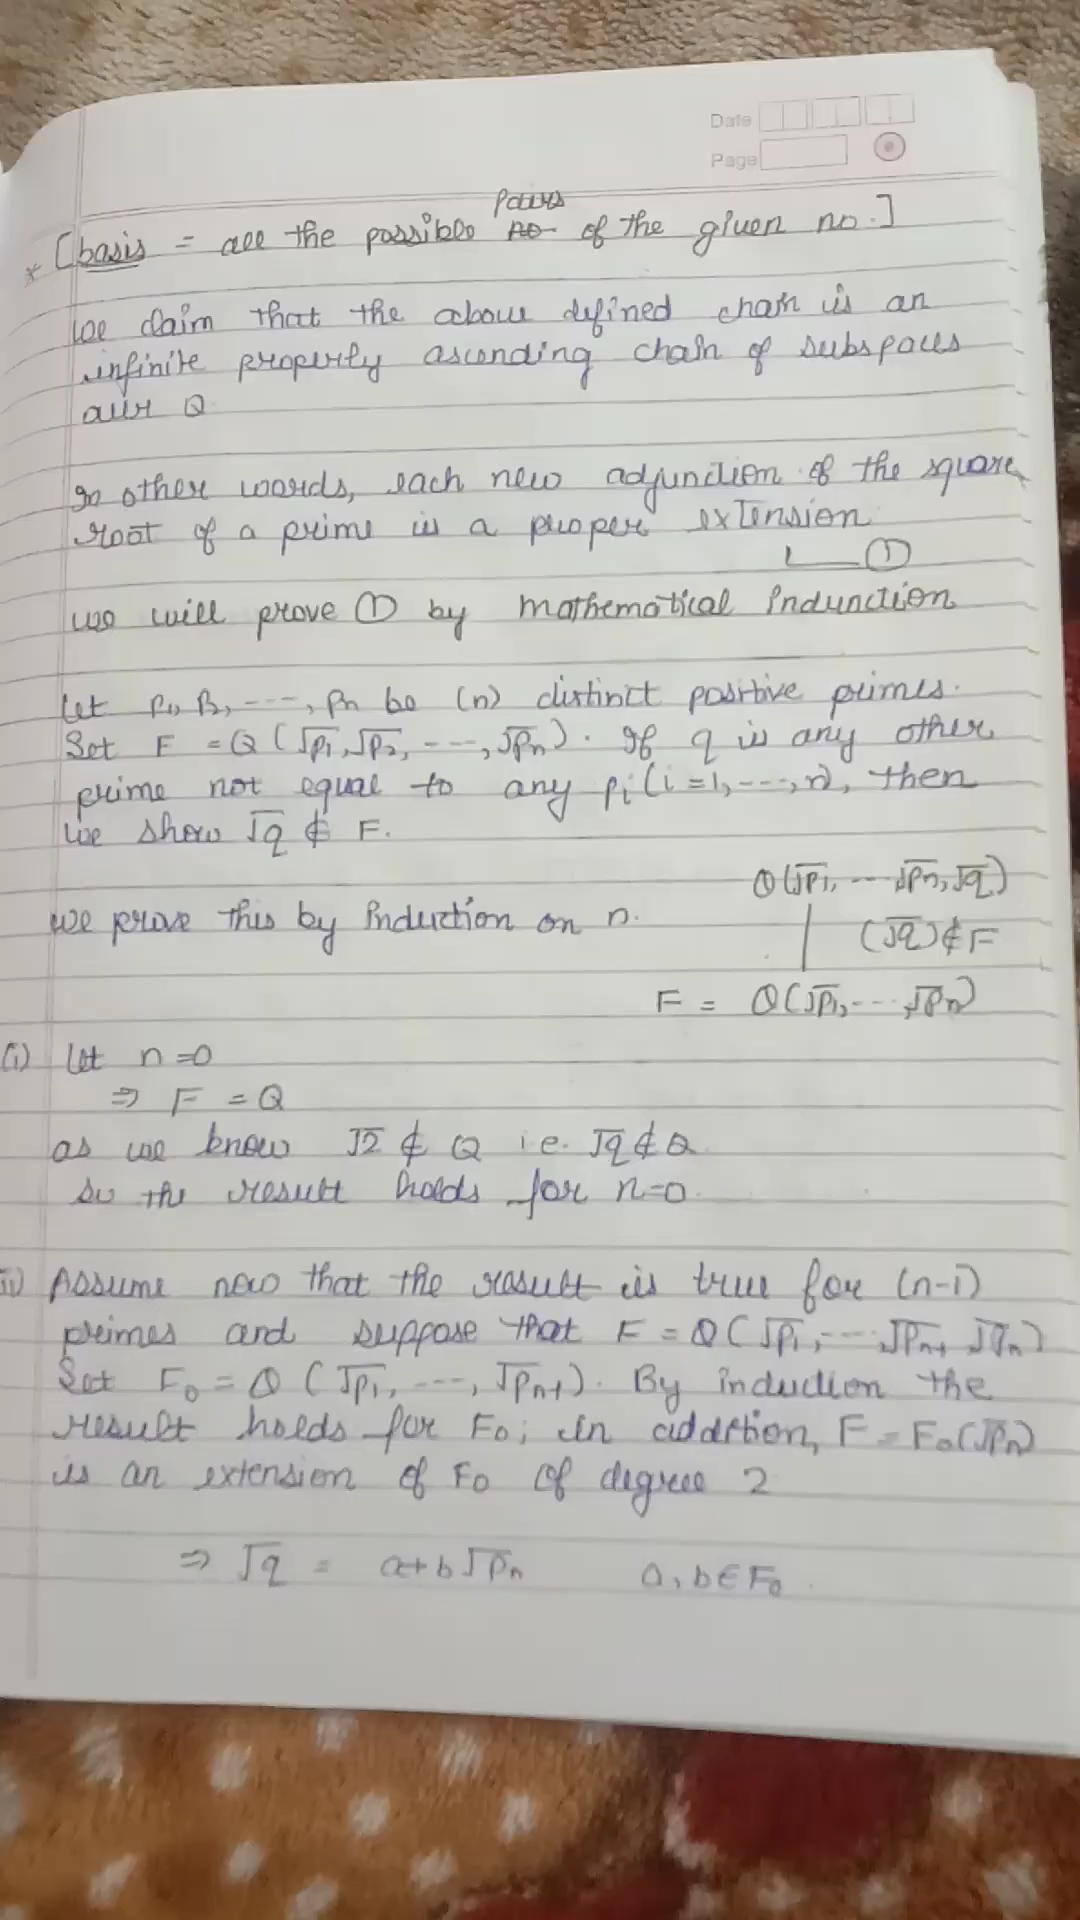 Date
Page
Pairs
* [basis = all the possible no of the given no.]
we claim that the above defined chain is an
infinite properly ascending chain of subspaces
over Q
In other words, each new adjunction of the square
root of a prime is a proper extension
①
we will prove ① by mathematical Indunction
Let p₁, p₂, ----, pn be (n) distinct positive primes.
Set F = Q (√p₁, √p₂, ----, √pn). If q is any other
prime not equal to any pi (i=1,----,n), then
we show √q ∉ F.
Q(√p₁, --- √pn, √q)
we prove this by induction on n.
(√q) ∉ F
F = Q(√p₁, --- , √pn)
(i) Let n=0
⇒ F = Q
as we know √2 ∉ Q i.e. √q ∉ Q.
So the result holds for n=0.
ii) Assume now that the result is true for (n-1)
primes and suppose that F = Q(√p₁, --- √pn-1, √pn)
Set F₀ = Q (√p₁, ---, √pn-1). By induction the
result holds for F₀; in addition, F = F₀(√pn)
is an extension of F₀ of degree 2
⇒ √q = a+b√pn a, b ∈ F₀.